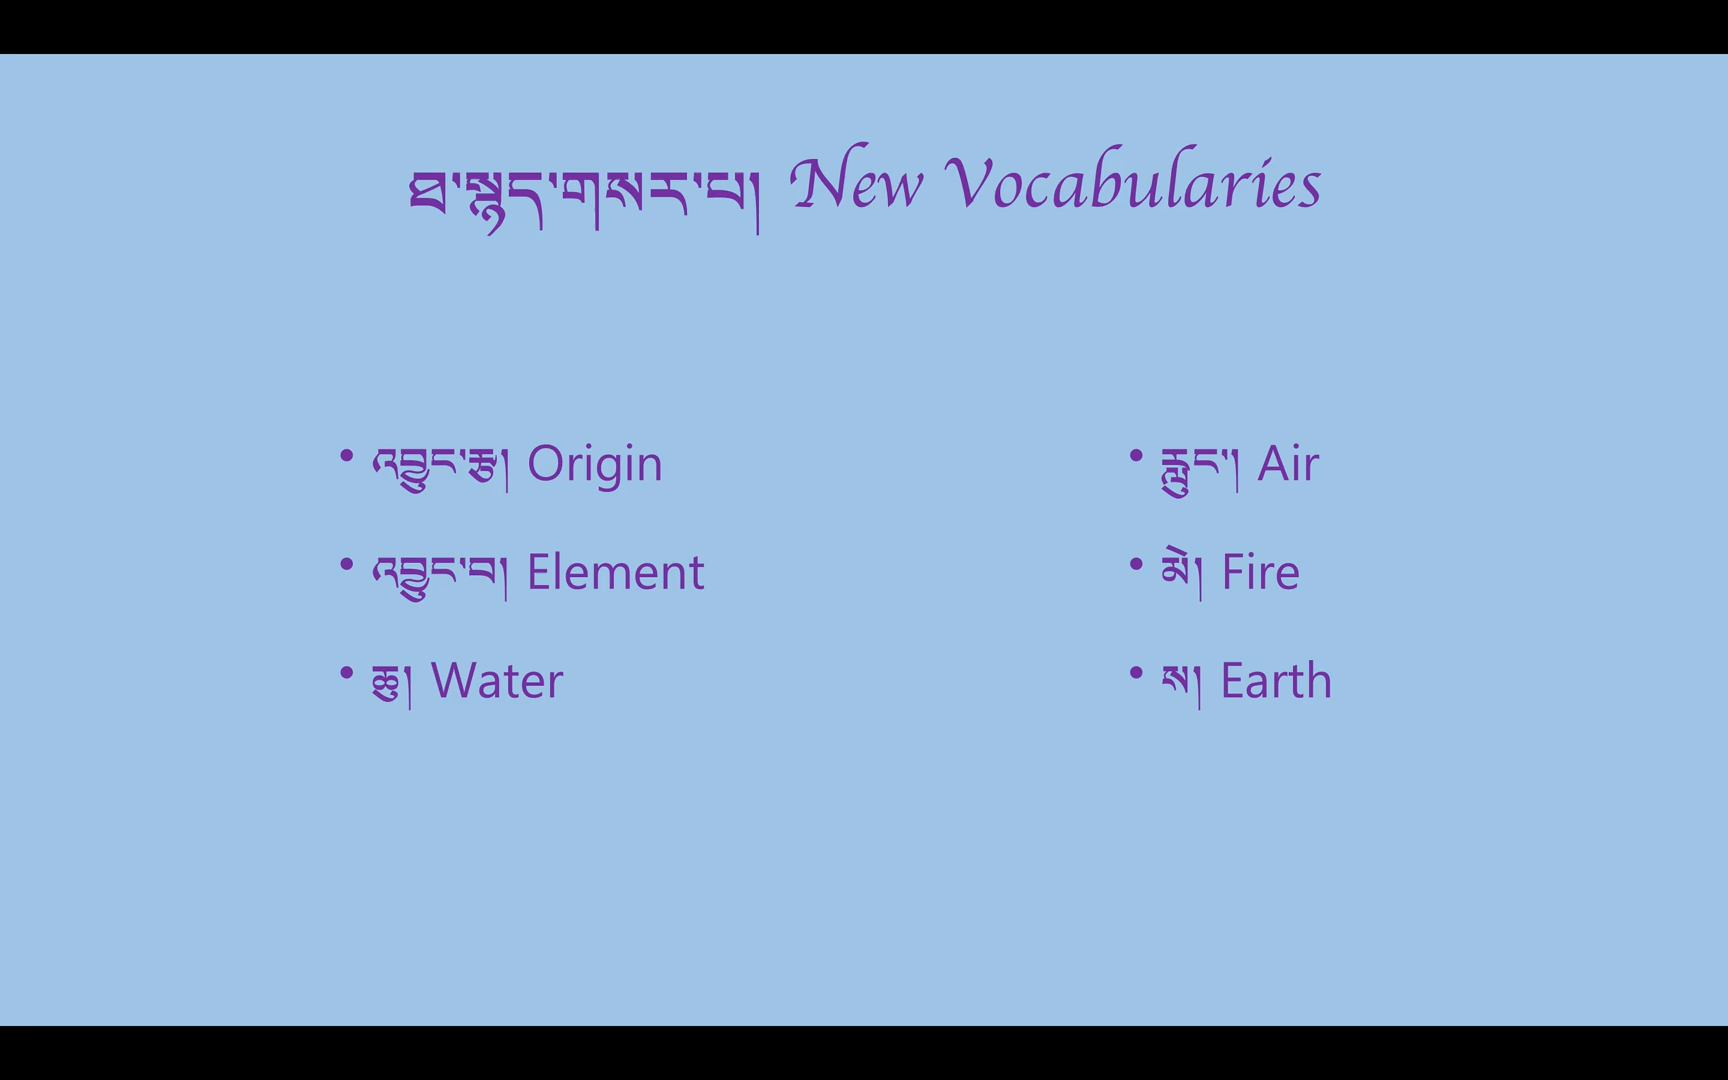 ཐ་སྙད་གསར་པ། New Vocabularies
• འབྱུང་རྩ། Origin
• འབྱུང་བ། Element
• ཆུ། Water
• རླུང་། Air
• མེ། Fire
• ས། Earth